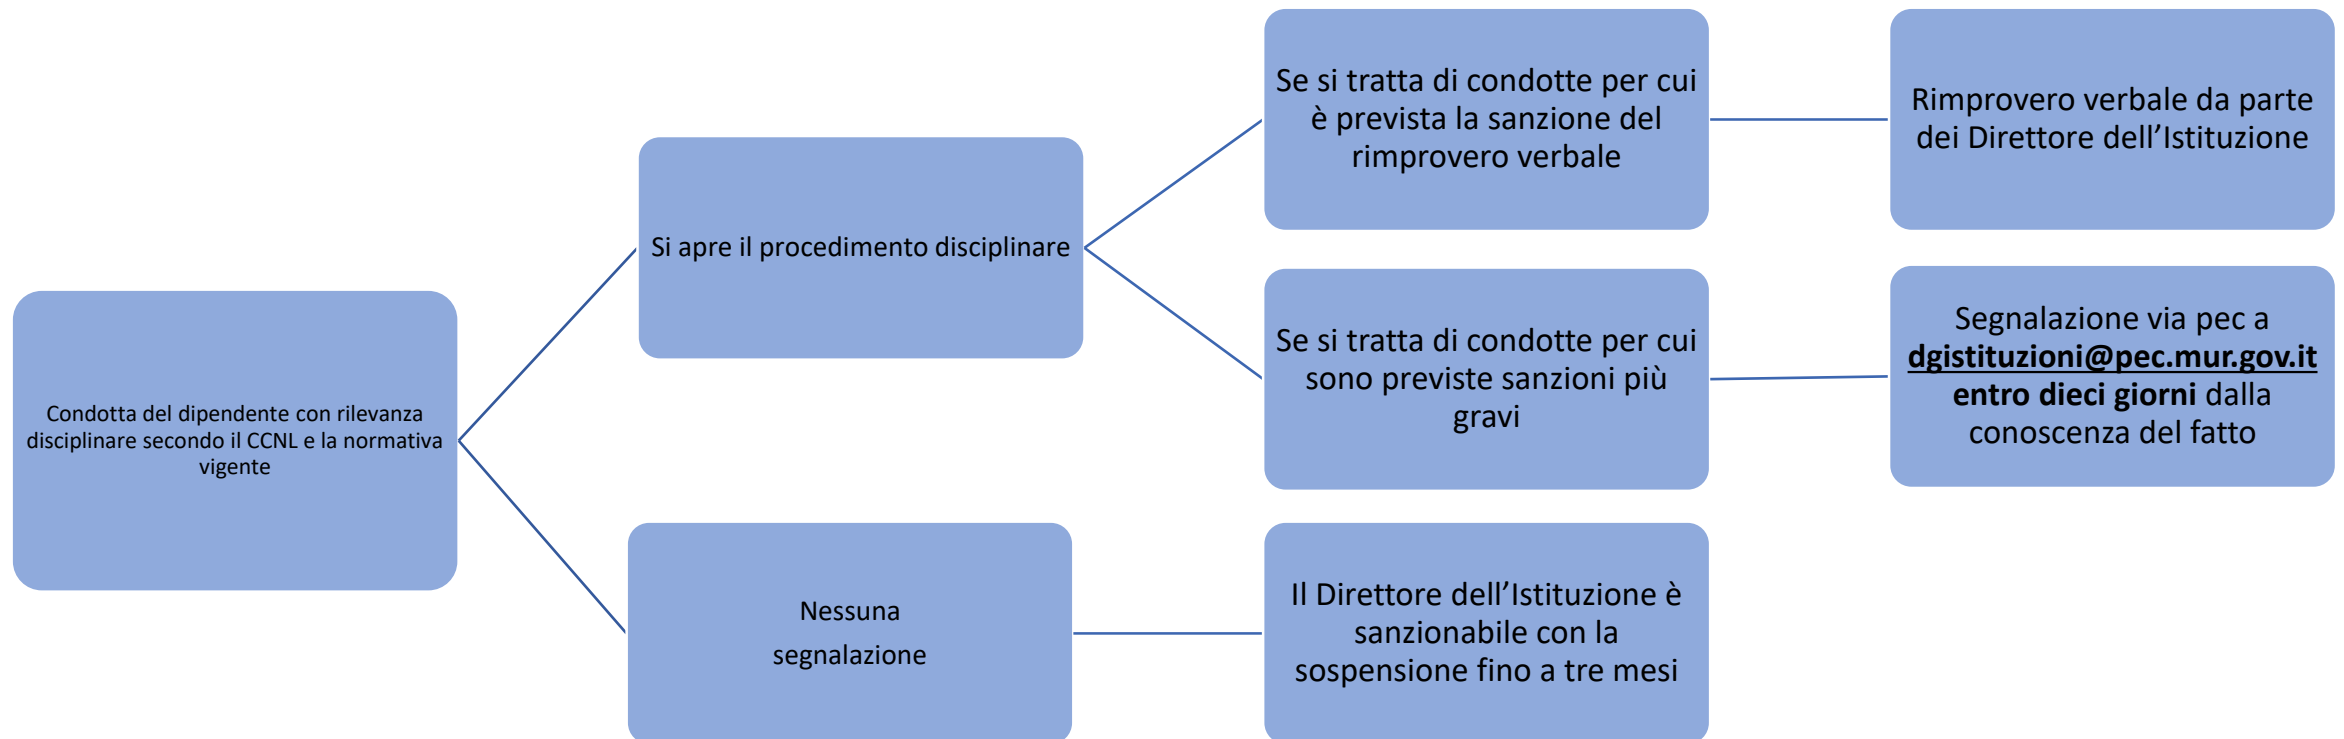 Condotta del dipendente con rilevanza
disciplinare secondo il CCNL e la normativa
vigente
Si apre il procedimento disciplinare
Se si tratta di condotte per cui
è prevista la sanzione del
rimprovero verbale
Rimprovero verbale da parte
dei Direttore dell’Istituzione
Se si tratta di condotte per cui
sono previste sanzioni più
gravi
Segnalazione via pec a
dgistituzioni@pec.mur.gov.it
entro dieci giorni dalla
conoscenza del fatto
Nessuna
segnalazione
Il Direttore dell’Istituzione è
sanzionabile con la
sospensione fino a tre mesi